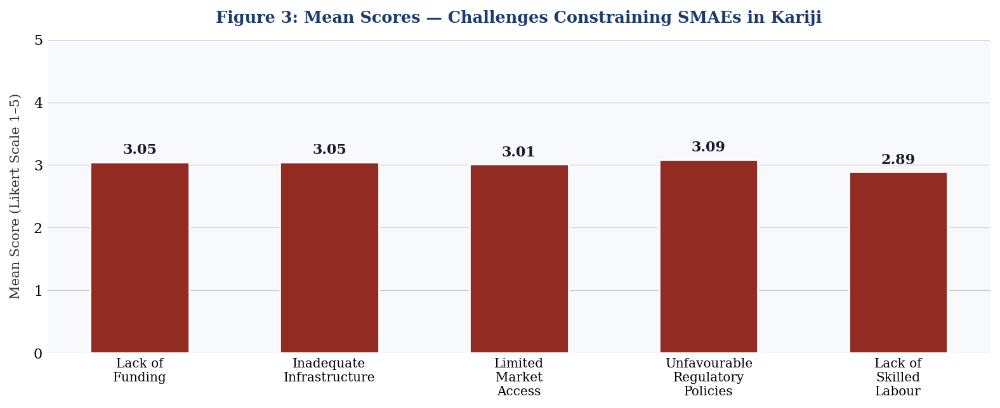 Figure 3: Mean Scores — Challenges Constraining SMAEs in Kariji
Mean Score (Likert Scale 1–5)
5
4
3
2
1
0
3.05
3.05
3.01
3.09
2.89
Lack of
Funding
Inadequate
Infrastructure
Limited
Market
Access
Unfavourable
Regulatory
Policies
Lack of
Skilled
Labour